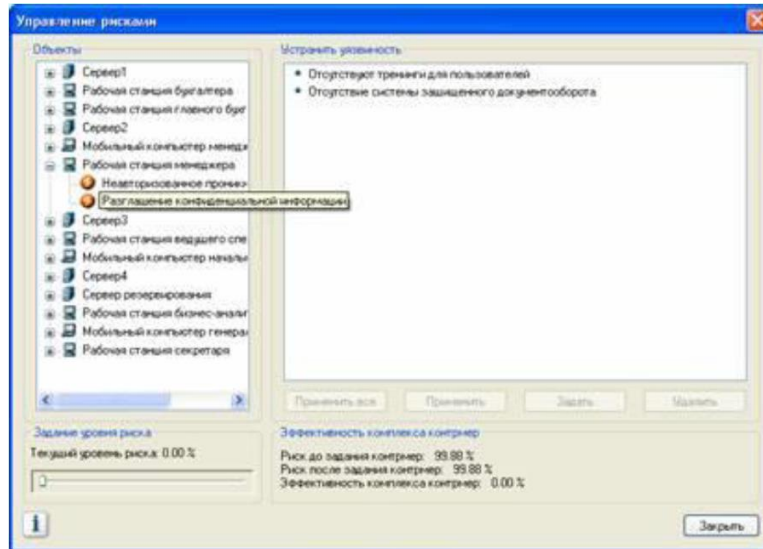 Управление рисками
Объекты
Сервер1
Рабочая станция бухгалтера
Рабочая станция главного бухг
Сервер2
Мобильный компьютер менедж
Рабочая станция менеджера
Неавторизованное проник
Разглашение конфиденциальной информации
Сервер3
Рабочая станция ведущего спе
Мобильный компьютер начальн
Сервер4
Сервер резервирования
Рабочая станция бизнес-аналит
Мобильный компьютер генерал
Рабочая станция секретаря
Устранить уязвимость
Отсутствуют тренинги для пользователей
Отсутствие системы защищенного документооборота
Применить все
Применить
Задать
Удалить
Задание уровня риска
Текущий уровень риска: 0.00 %
Эффективность комплекса контрмер
Риск до задания контрмер: 99.88 %
Риск после задания контрмер: 99.88 %
Эффективность комплекса контрмер: 0.00 %
Закрыть